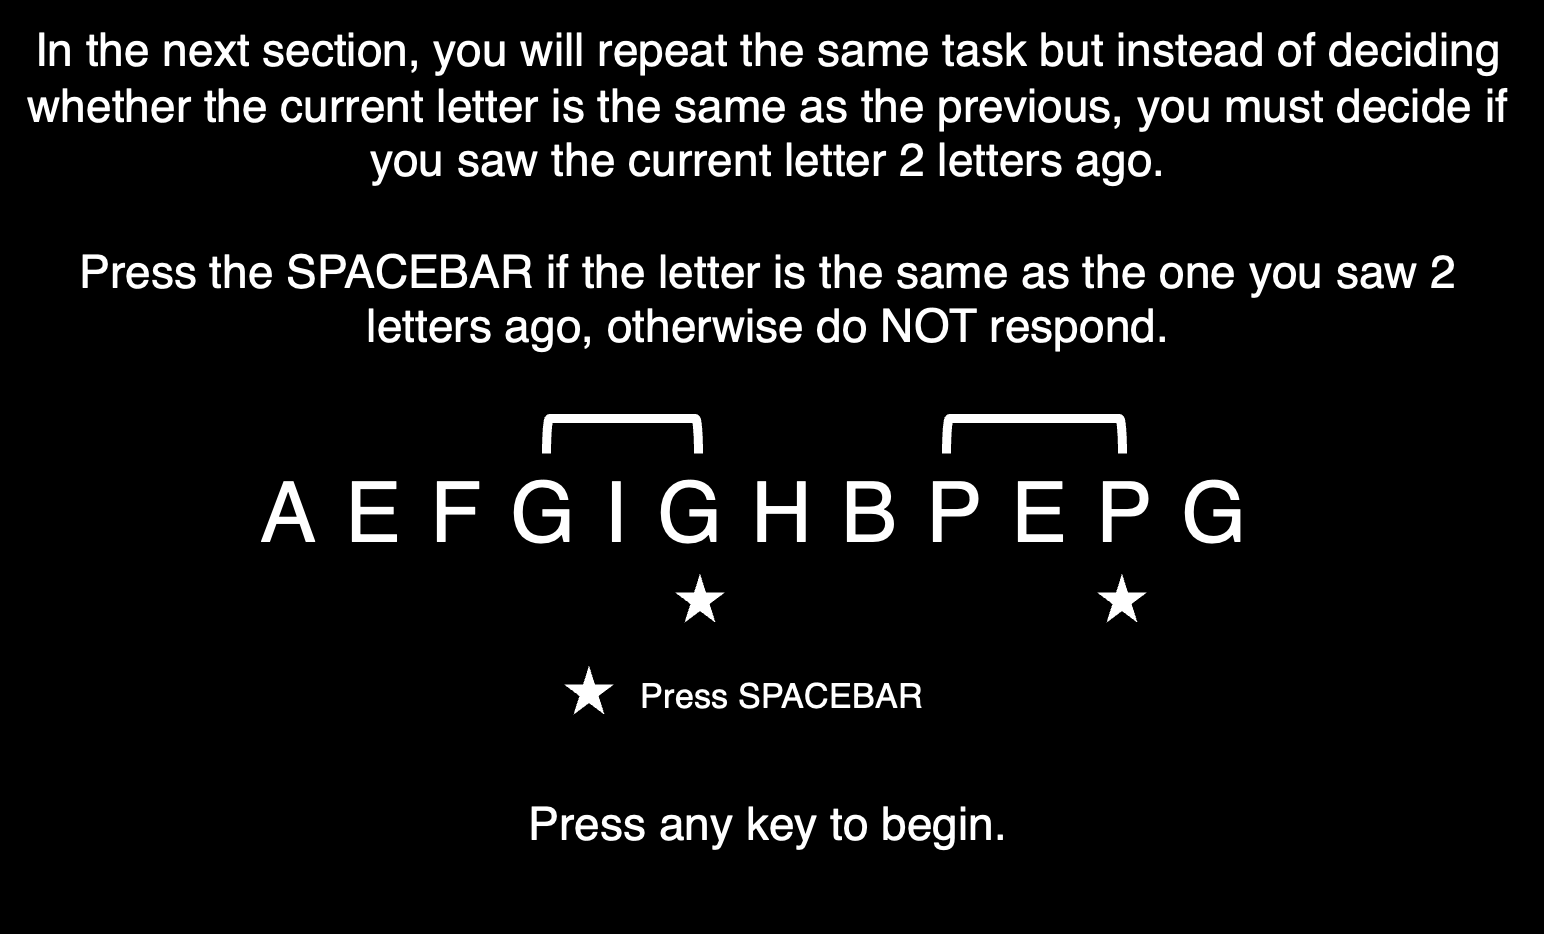 In the next section, you will repeat the same task but instead of deciding
whether the current letter is the same as the previous, you must decide if
you saw the current letter 2 letters ago.
Press the SPACEBAR if the letter is the same as the one you saw 2
letters ago, otherwise do NOT respond.
A E F G I G H B P E P G
Press SPACEBAR
Press any key to begin.